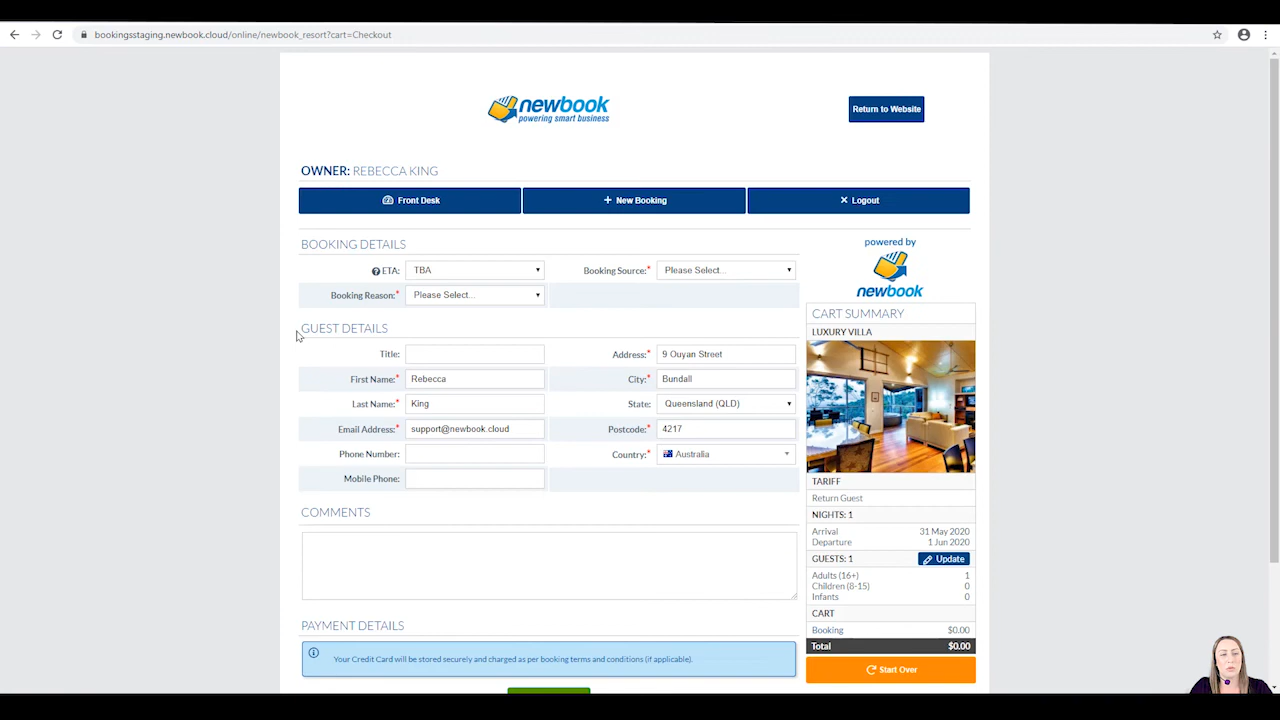 bookingsstaging.newbook.cloud/online/newbook_resort?cart=Checkout
newbook
powering smart business
Return to Website
OWNER: REBECCA KING
Front Desk
New Booking
Logout
BOOKING DETAILS
ETA: TBA
Booking Source:* Please Select...
Booking Reason:* Please Select...
GUEST DETAILS
Title:
Address:* 9 Ouyan Street
First Name:* Rebecca
City:* Bundall
Last Name:* King
State: Queensland (QLD)
Email Address:* support@newbook.cloud
Postcode:* 4217
Phone Number:
Country:* Australia
Mobile Phone:
COMMENTS
PAYMENT DETAILS
Your Credit Card will be stored securely and charged as per booking terms and conditions (if applicable).
powered by
newbook
CART SUMMARY
LUXURY VILLA
TARIFF
Return Guest
NIGHTS: 1
Arrival 31 May 2020
Departure 1 Jun 2020
GUESTS: 1 Update
Adults (16+) 1
Children (8-15) 0
Infants 0
CART
Booking $0.00
Total $0.00
Start Over